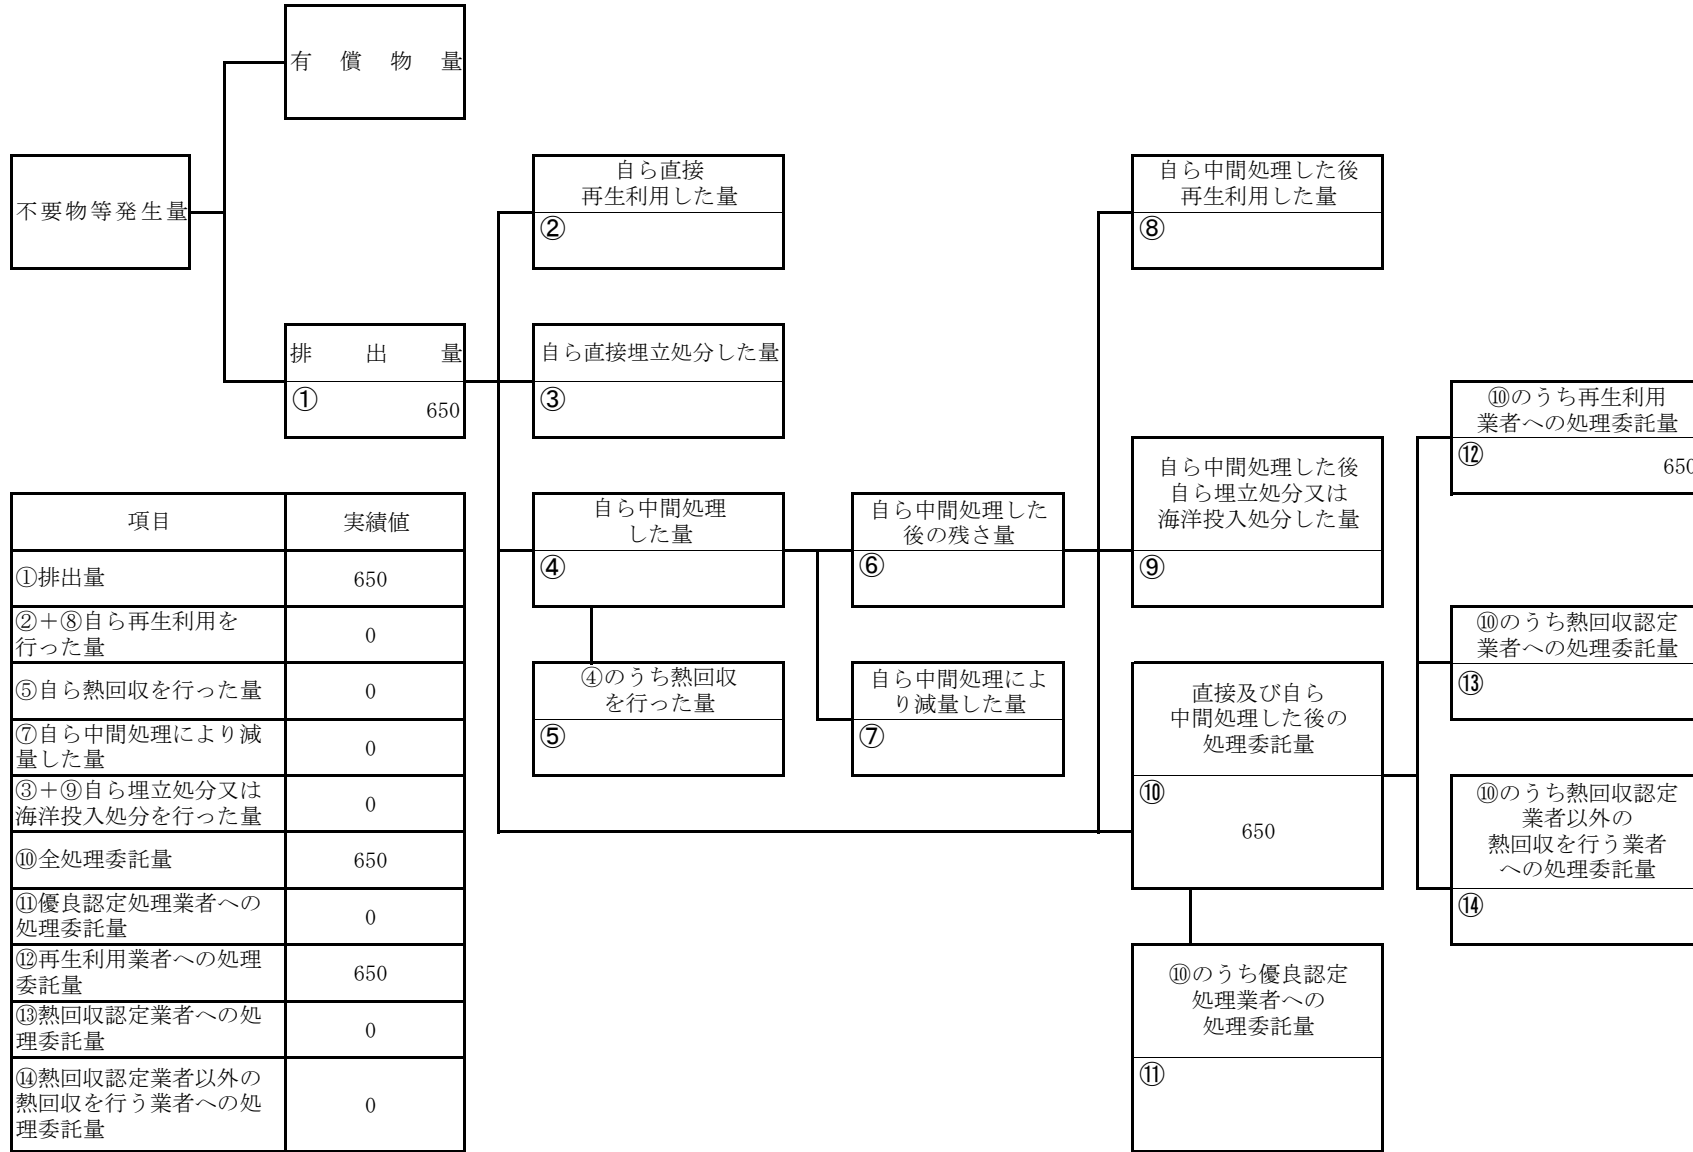 有償物量
不要物等発生量
自ら直接
再生利用した量
②
自ら中間処理した後
再生利用した量
⑧
排出量
①
650
自ら直接埋立処分した量
③
⑩のうち再生利用
業者への処理委託量
⑫
650
自ら中間処理
した量
④
自ら中間処理した
後の残さ量
⑥
自ら中間処理した後
自ら埋立処分又は
海洋投入処分した量
⑨
④のうち熱回収
を行った量
⑤
自ら中間処理によ
り減量した量
⑦
直接及び自ら
中間処理した後の
処理委託量
⑩
650
⑩のうち熱回収認定
業者への処理委託量
⑬
⑩のうち熱回収認定
業者以外の
熱回収を行う業者
への処理委託量
⑭
⑩のうち優良認定
処理業者への
処理委託量
⑪
項目 実績値
①排出量 650
②+⑧自ら再生利用を
行った量 0
⑤自ら熱回収を行った量 0
⑦自ら中間処理により減
量した量 0
③+⑨自ら埋立処分又は
海洋投入処分を行った量 0
⑩全処理委託量 650
⑪優良認定処理業者への
処理委託量 0
⑫再生利用業者への処理
委託量 650
⑬熱回収認定業者への処
理委託量 0
⑭熱回収認定業者以外の
熱回収を行う業者への処
理委託量 0